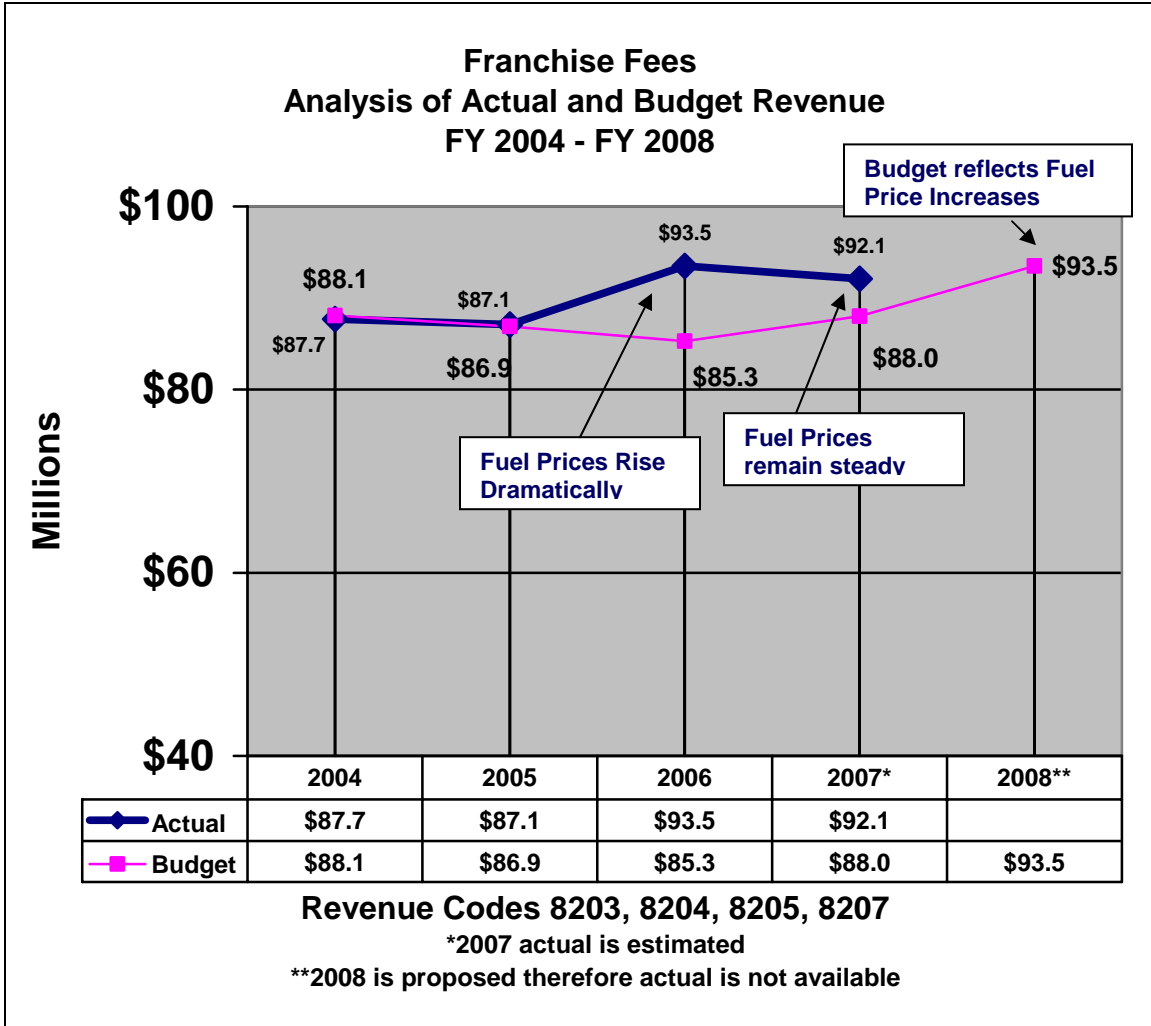 Franchise Fees
Analysis of Actual and Budget Revenue
FY 2004 - FY 2008
Budget reflects Fuel
Price Increases
$100
$93.5
$92.1
$88.1
$93.5
$87.1
$87.7
$86.9
$85.3
$88.0
$80
Fuel Prices Rise
Dramatically
Fuel Prices
remain steady
Millions
$60
$40
2004 2005 2006 2007* 2008**
Actual $87.7 $87.1 $93.5 $92.1
Budget $88.1 $86.9 $85.3 $88.0 $93.5
Revenue Codes 8203, 8204, 8205, 8207
*2007 actual is estimated
**2008 is proposed therefore actual is not available